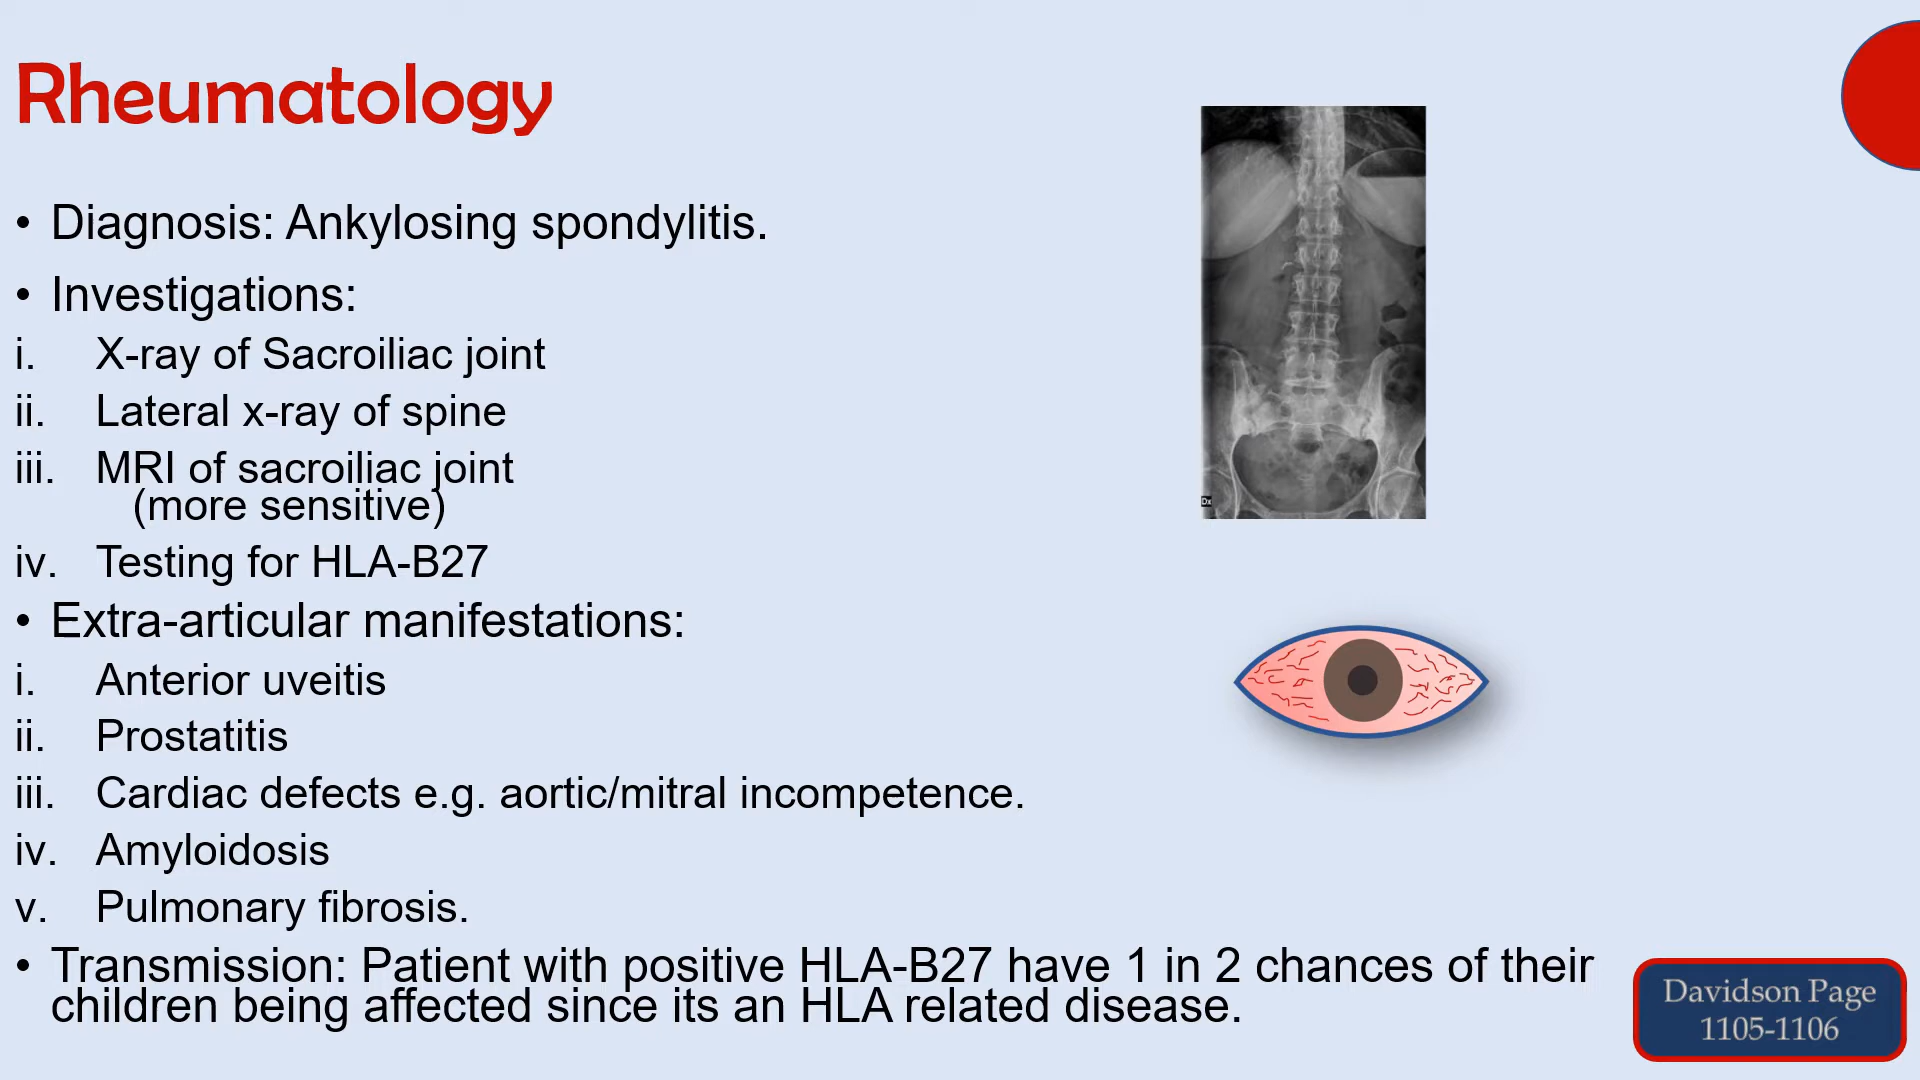 Rheumatology
• Diagnosis: Ankylosing spondylitis.
• Investigations:
i. X-ray of Sacroiliac joint
ii. Lateral x-ray of spine
iii. MRI of sacroiliac joint
(more sensitive)
iv. Testing for HLA-B27
• Extra-articular manifestations:
i. Anterior uveitis
ii. Prostatitis
iii. Cardiac defects e.g. aortic/mitral incompetence.
iv. Amyloidosis
v. Pulmonary fibrosis.
• Transmission: Patient with positive HLA-B27 have 1 in 2 chances of their
children being affected since its an HLA related disease.
Davidson Page
1105-1106